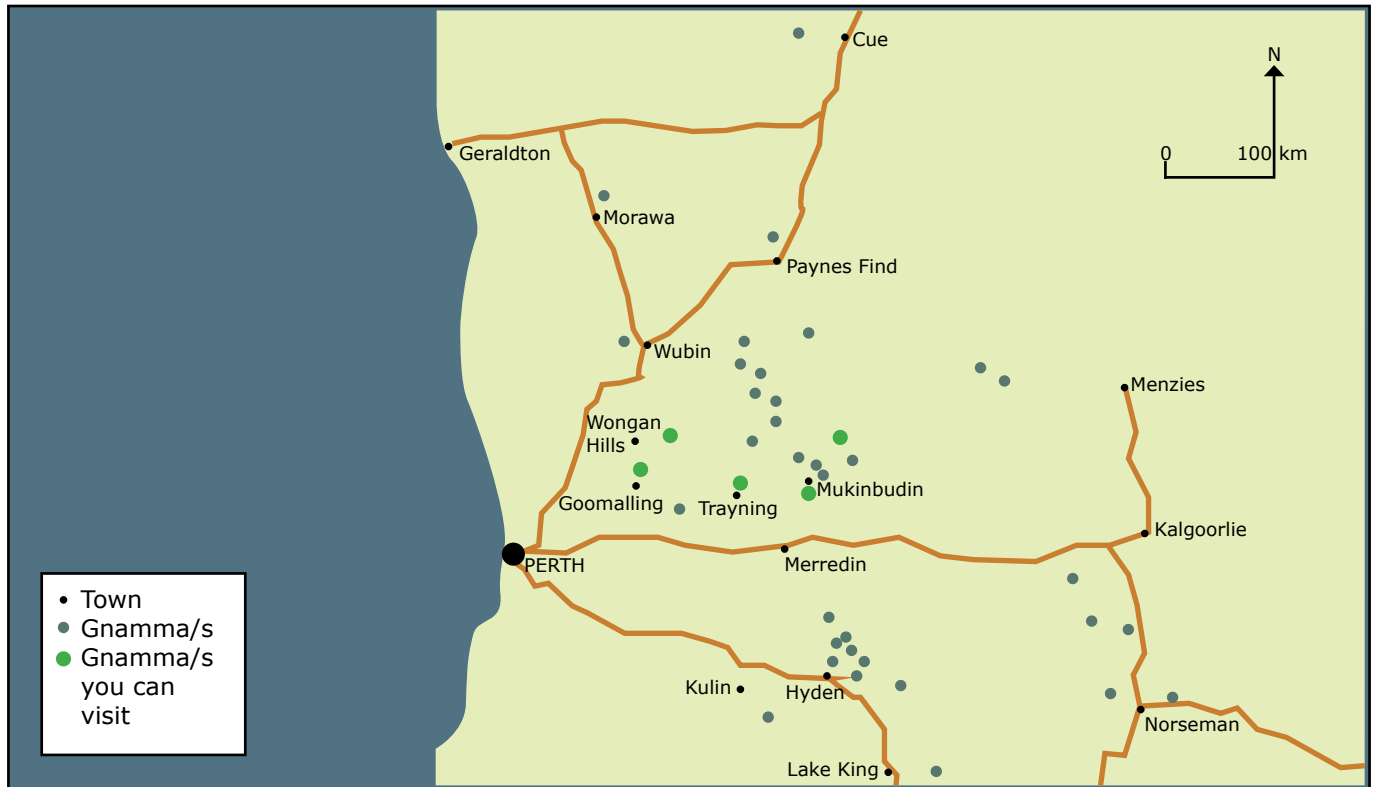 Cue
N
Geraldton
0 100 km
Morawa
Paynes Find
Wubin
Menzies
Wongan
Hills
Goomalling
Trayning
Mukinbudin
Kalgoorlie
PERTH
Merredin
Town
Gnamma/s
Gnamma/s
you can
visit
Kulin
Hyden
Norseman
Lake King